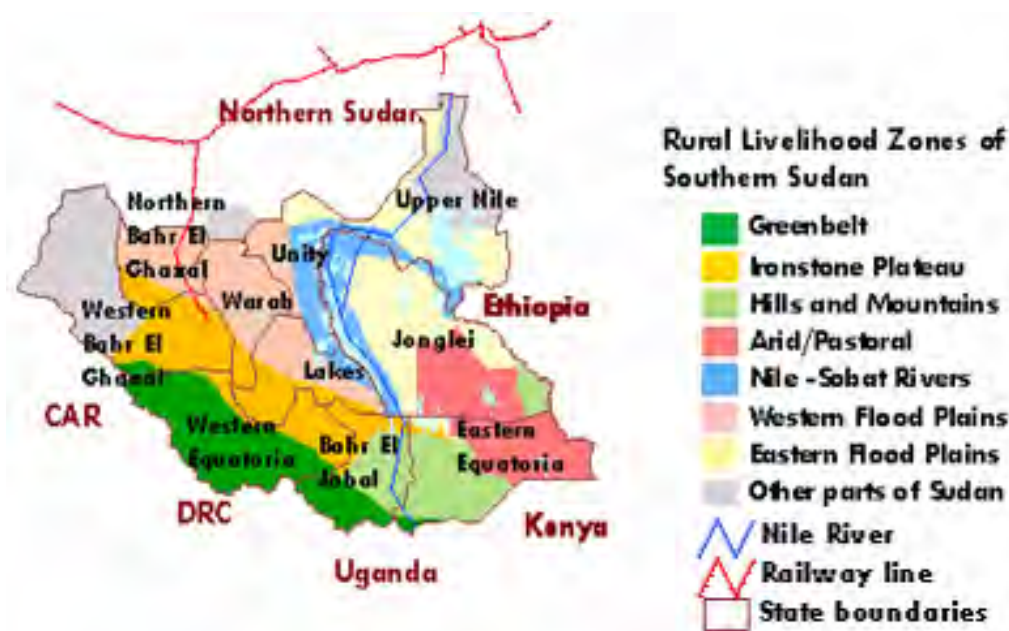 Northern Sudar
Northern
Bahr El
Ghazal
Upper Nile
Unity
Warab
Western
Bahr El
Ghazal
Ethiopia
Jonglei
Lakes
CAR
Western
Equatoria
Bahr El
Jabal
Eastern
Equatoria
DRC
Kenya
Uganda
Rural Livelihood Zones of
Southern Sudan
Greenbelt
Ironstone Plateau
Hills and Mountains
Arid/Pastoral
Nile -Sobat Rivers
Western Flood Plains
Eastern Flood Plains
Other parts of Sudan
Nile River
Railway line
State boundaries